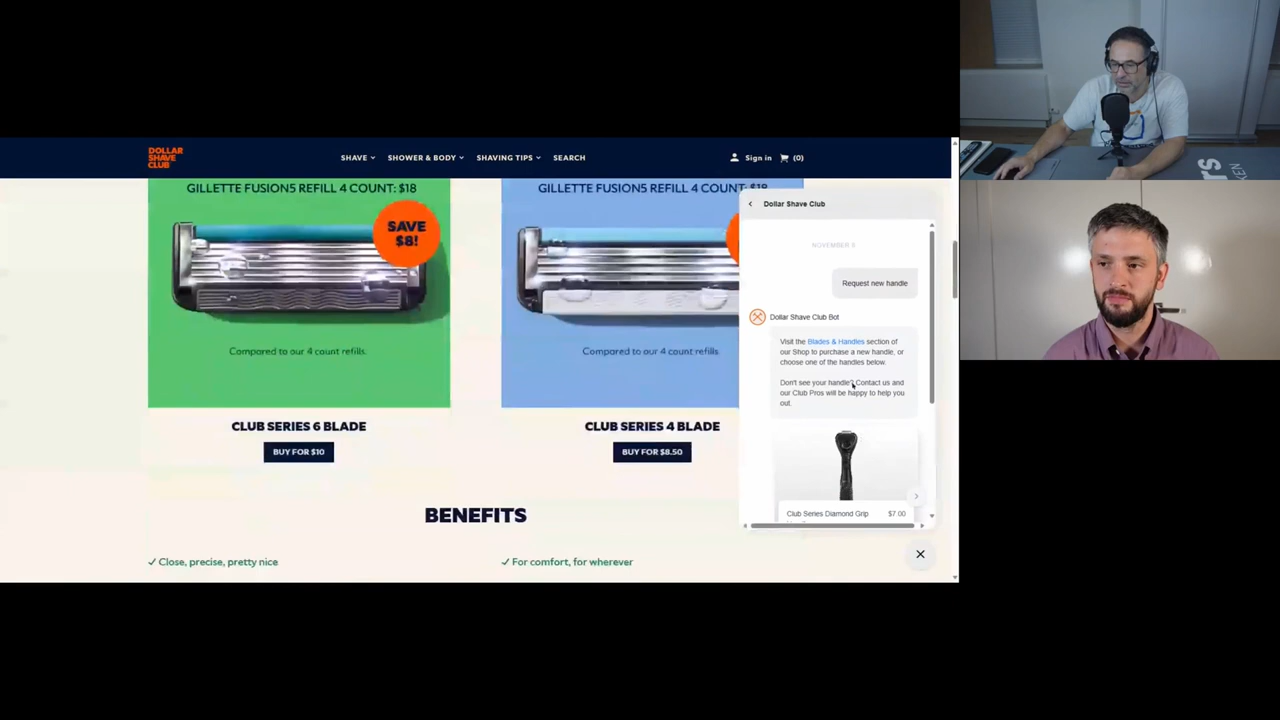 DOLLAR
SHAVE
CLUB
SHAVE
SHOWER & BODY
SHAVING TIPS
SEARCH
Sign in
(0)
GILLETTE FUSION5 REFILL 4 COUNT: $18
SAVE
$8!
Compared to our 4 count refills.
CLUB SERIES 6 BLADE
BUY FOR $10
GILLETTE FUSION5 REFILL 4 COUNT: $18
Compared to our 4 count refills.
CLUB SERIES 4 BLADE
BUY FOR $8.50
BENEFITS
✓ Close, precise, pretty nice
✓ For comfort, for wherever
Dollar Shave Club
Request new handle
Dollar Shave Club Bot
Visit the Blades & Handles section of
our Shop to purchase a new handle, or
choose one of the handles below.
Don't see your handle? Contact us and
our Club Pros will be happy to help you
out.
Club Series Diamond Grip
$7.00